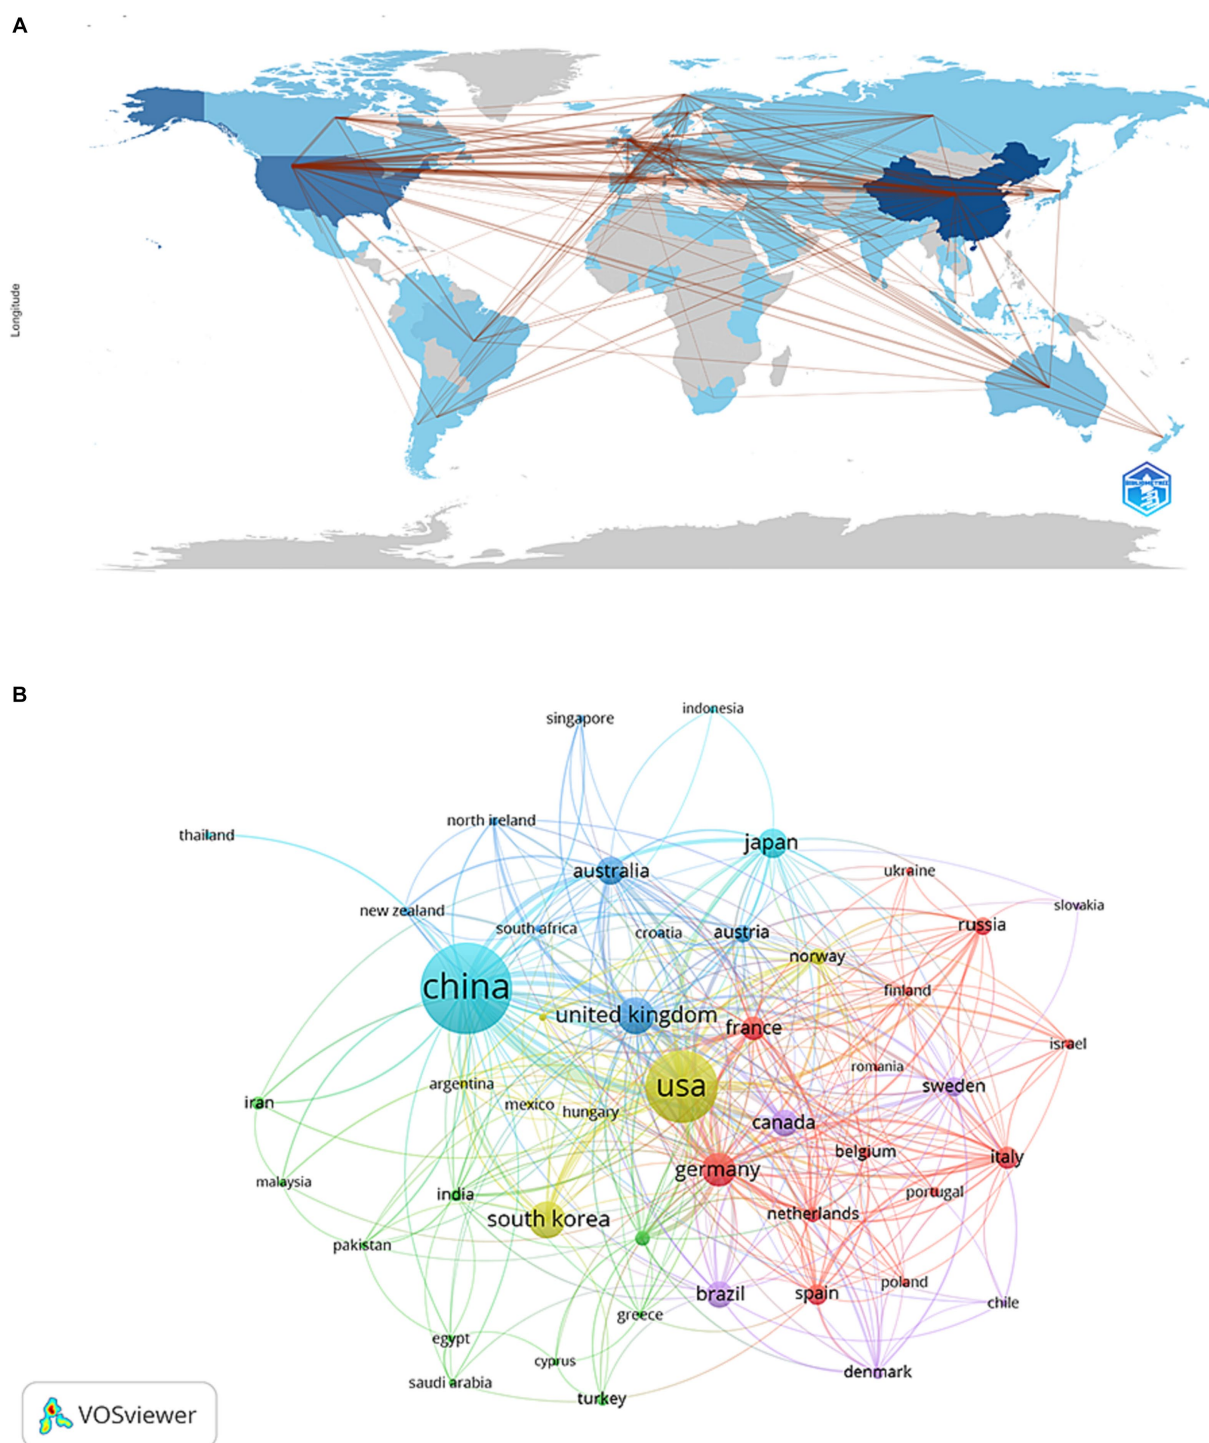 A
Longitude
BIBLIOMETRIX
B
indonesia
singapore
north ireland
thailand
japan
australia
ukraine
slovakia
new zealand
south africa
croatia
austria
russia
norway
china
finland
united kingdom
france
israel
romania
argentina
usa
sweden
iran
mexico
hungary
canada
belgium
italy
germany
malaysia
india
portugal
south korea
netherlands
pakistan
poland
brazil
spain
chile
greece
egypt
cyprus
denmark
saudi arabia
turkey
VOSviewer